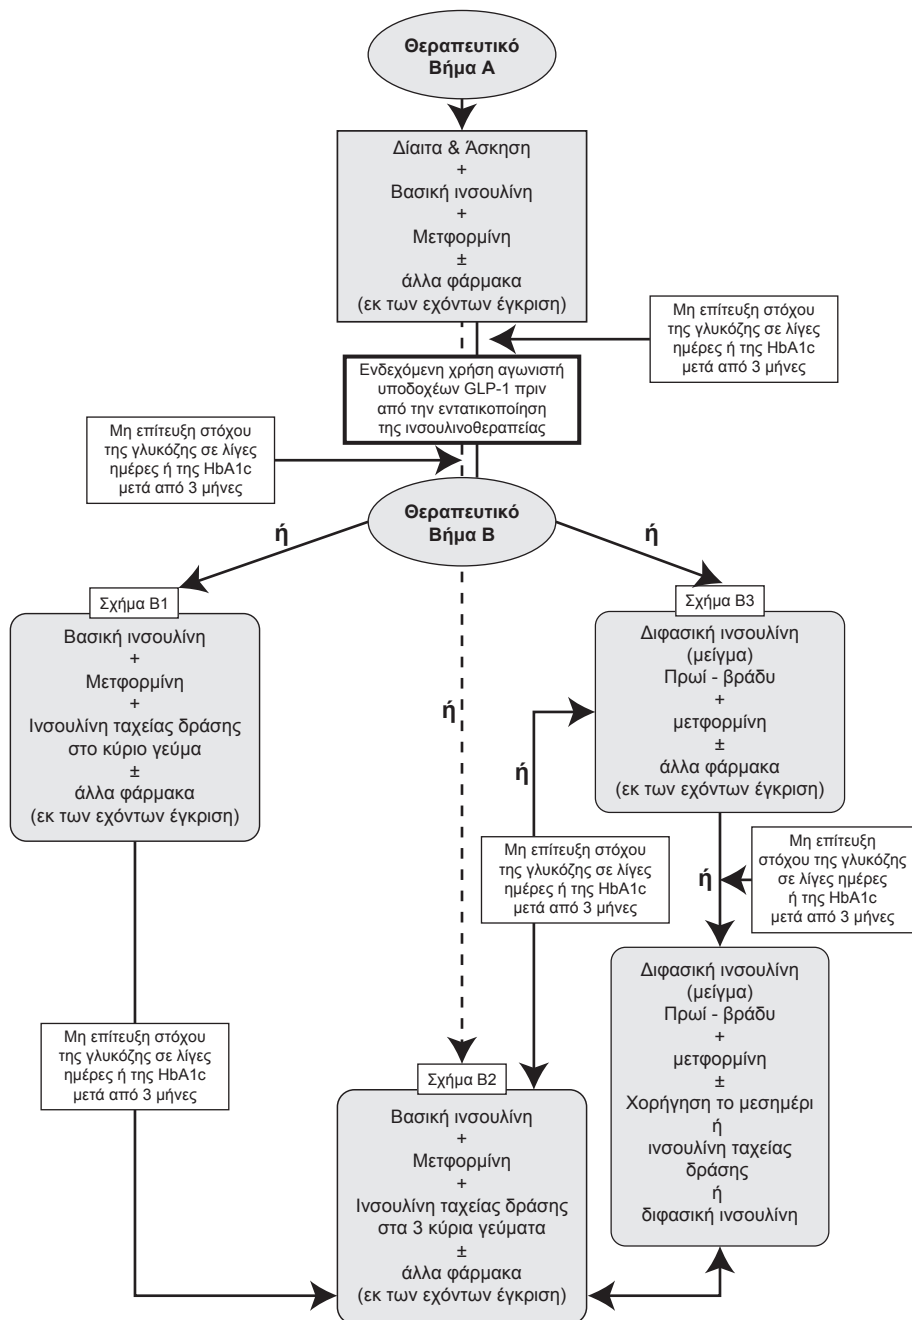 Θεραπευτικό
Βήμα Α
Δίαιτα & Άσκηση
+
Βασική ινσουλίνη
+
Μετφορμίνη
±
άλλα φάρμακα
(εκ των εχόντων έγκριση)
Μη επίτευξη στόχου
της γλυκόζης σε λίγες
ημέρες ή της HbA1c
μετά από 3 μήνες
Ενδεχόμενη χρήση αγωνιστή
υποδοχέων GLP-1 πριν
από την εντατικοποίηση
της ινσουλινοθεραπείας
Μη επίτευξη στόχου
της γλυκόζης σε λίγες
ημέρες ή της HbA1c
μετά από 3 μήνες
Θεραπευτικό
Βήμα Β
ή
ή
ή
Σχήμα Β1
Βασική ινσουλίνη
+
Μετφορμίνη
+
Ινσουλίνη ταχείας δράσης
στο κύριο γεύμα
±
άλλα φάρμακα
(εκ των εχόντων έγκριση)
Σχήμα Β3
Διφασική ινσουλίνη
(μείγμα)
Πρωί - βράδυ
+
μετφορμίνη
±
άλλα φάρμακα
(εκ των εχόντων έγκριση)
ή
Μη επίτευξη στόχου
της γλυκόζης σε λίγες
ημέρες ή της HbA1c
μετά από 3 μήνες
ή
Μη επίτευξη
στόχου της γλυκόζης
σε λίγες ημέρες
ή της HbA1c
μετά από 3 μήνες
Διφασική ινσουλίνη
(μείγμα)
Πρωί - βράδυ
+
μετφορμίνη
±
Χορήγηση το μεσημέρι
ή
ινσουλίνη ταχείας
δράσης
ή
διφασική ινσουλίνη
Μη επίτευξη στόχου
της γλυκόζης σε λίγες
ημέρες ή της HbA1c
μετά από 3 μήνες
Σχήμα Β2
Βασική ινσουλίνη
+
Μετφορμίνη
+
Ινσουλίνη ταχείας δράσης
στα 3 κύρια γεύματα
±
άλλα φάρμακα
(εκ των εχόντων έγκριση)